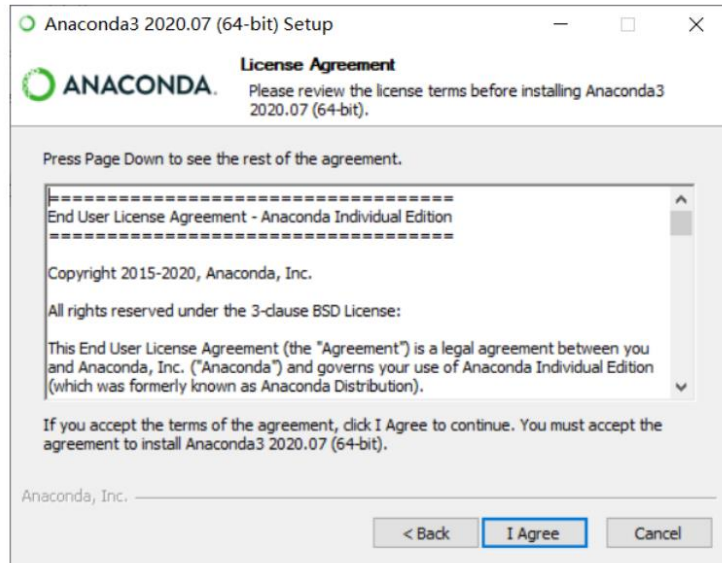 Anaconda3 2020.07 (64-bit) Setup
ANACONDA.
License Agreement
Please review the license terms before installing Anaconda3
2020.07 (64-bit).
Press Page Down to see the rest of the agreement.
===================================
End User License Agreement - Anaconda Individual Edition
===================================
Copyright 2015-2020, Anaconda, Inc.
All rights reserved under the 3-clause BSD License:
This End User License Agreement (the "Agreement") is a legal agreement between you
and Anaconda, Inc. ("Anaconda") and governs your use of Anaconda Individual Edition
(which was formerly known as Anaconda Distribution).
If you accept the terms of the agreement, click I Agree to continue. You must accept the
agreement to install Anaconda3 2020.07 (64-bit).
Anaconda, Inc.
< Back
I Agree
Cancel